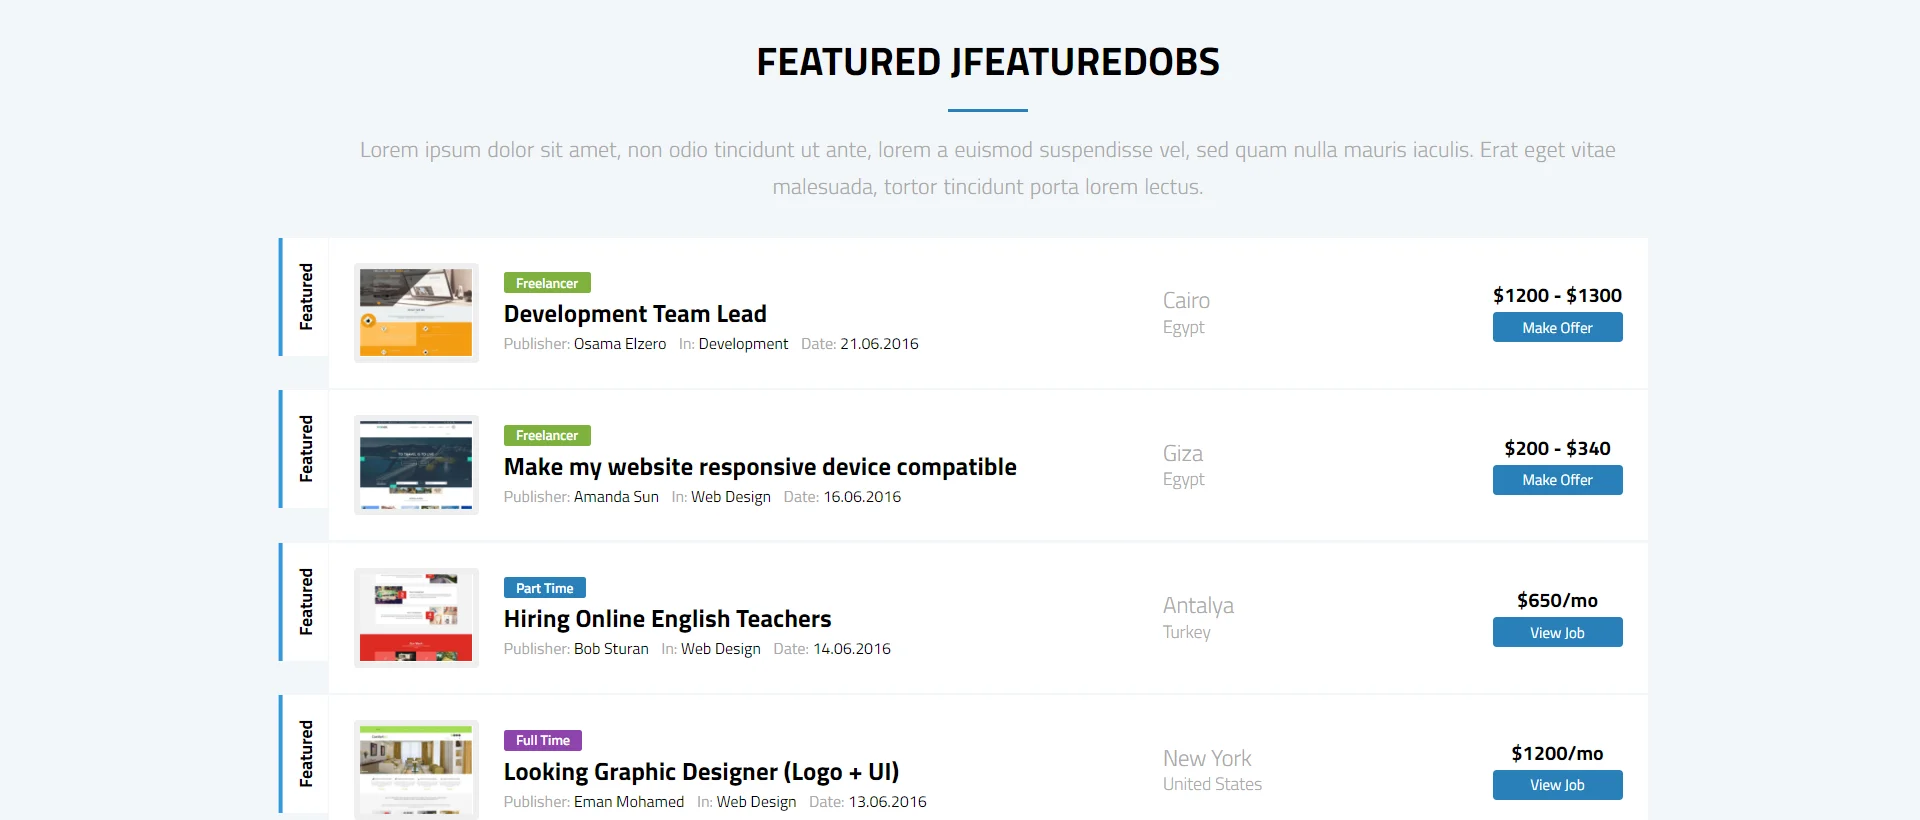 FEATURED JFEATUREDOBS
Lorem ipsum dolor sit amet, non odio tincidunt ut ante, lorem a euismod suspendisse vel, sed quam nulla mauris iaculis. Erat eget vitae
malesuada, tortor tincidunt porta lorem lectus.
Featured
Freelancer
Development Team Lead
Publisher: Osama Elzero In: Development Date: 21.06.2016
Cairo
Egypt
$1200 - $1300
Make Offer
Featured
Freelancer
Make my website responsive device compatible
Publisher: Amanda Sun In: Web Design Date: 16.06.2016
Giza
Egypt
$200 - $340
Make Offer
Featured
Part Time
Hiring Online English Teachers
Publisher: Bob Sturan In: Web Design Date: 14.06.2016
Antalya
Turkey
$650/mo
View Job
Featured
Full Time
Looking Graphic Designer (Logo + UI)
Publisher: Eman Mohamed In: Web Design Date: 13.06.2016
New York
United States
$1200/mo
View Job